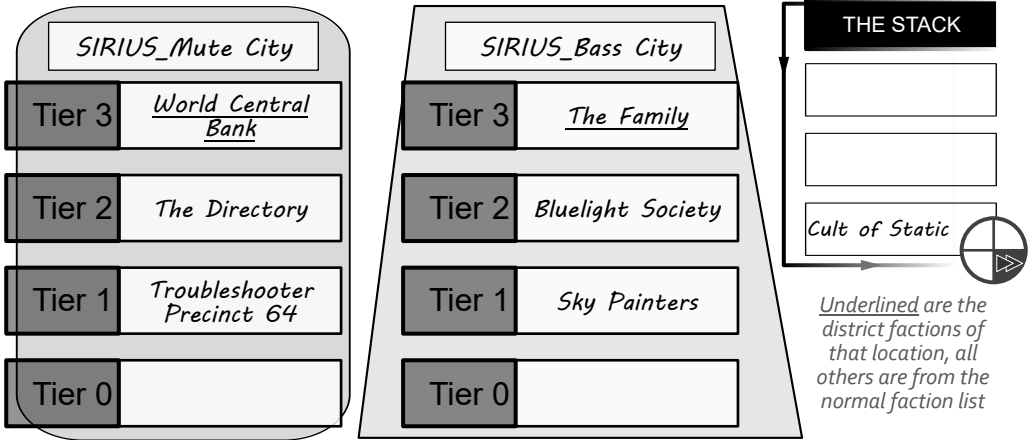 SIRIUS_Mute City
Tier 3
World Central
Bank
Tier 2
The Directory
Tier 1
Troubleshooter
Precinct 64
Tier 0
SIRIUS_Bass City
Tier 3
The Family
Tier 2
Bluelight Society
Tier 1
Sky Painters
Tier 0
THE STACK
Cult of Static
Underlined are the
district factions of
that location, all
others are from the
normal faction list